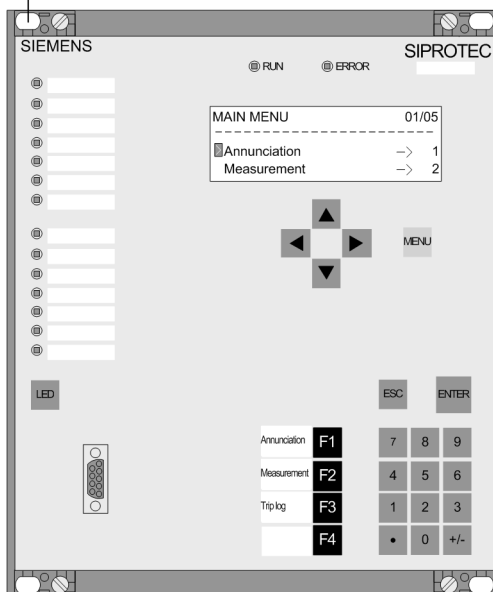 SIEMENS
SIPROTEC
RUN
ERROR
MAIN MENU 01/05
Annunciation –> 1
Measurement –> 2
MENU
LED
ESC
ENTER
Annunciation F1
7 8 9
Measurement F2
4 5 6
Trip log F3
1 2 3
F4
• 0 +/-